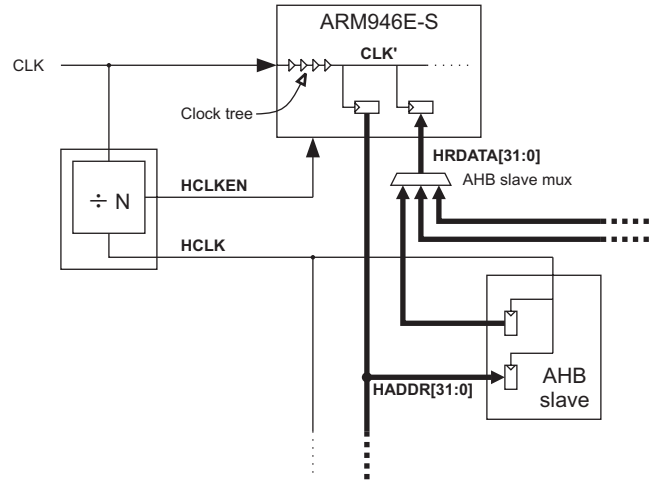 ARM946E-S
CLK
CLK'
Clock tree
HRDATA[31:0]
AHB slave mux
÷ N
HCLKEN
HCLK
HADDR[31:0]
AHB
slave